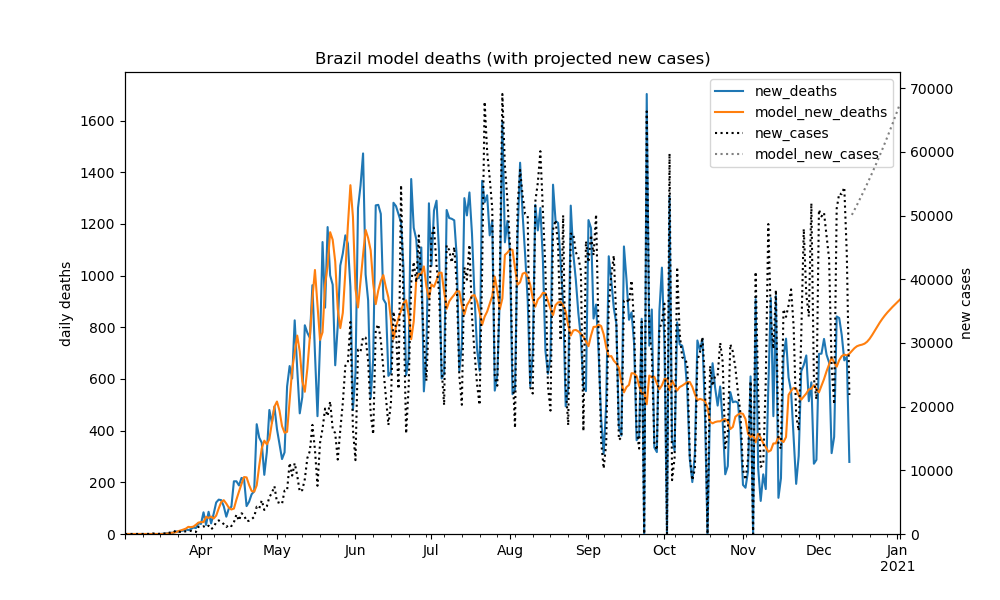 Brazil model deaths (with projected new cases)
new_deaths
model_new_deaths
new_cases
model_new_cases
daily deaths
1600
1400
1200
1000
800
600
400
200
0
new cases
70000
60000
50000
40000
30000
20000
10000
0
Apr May Jun Jul Aug Sep Oct Nov Dec Jan
2021